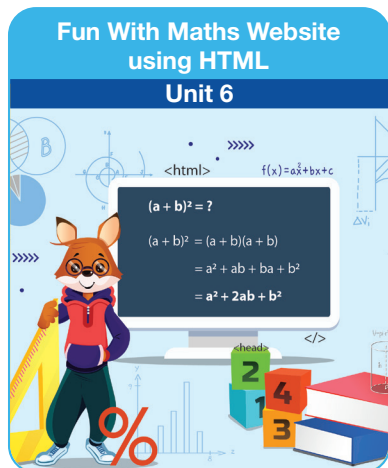 Fun With Maths Website
using HTML
Unit 6
B
<html>
f(x)=ax²+bx+c
(a + b)² = ?
(a + b)² = (a + b)(a + b)
= a² + ab + ba + b²
= a² + 2ab + b²
ΔVᵢ
</>
<head>
2
4
1
3
%